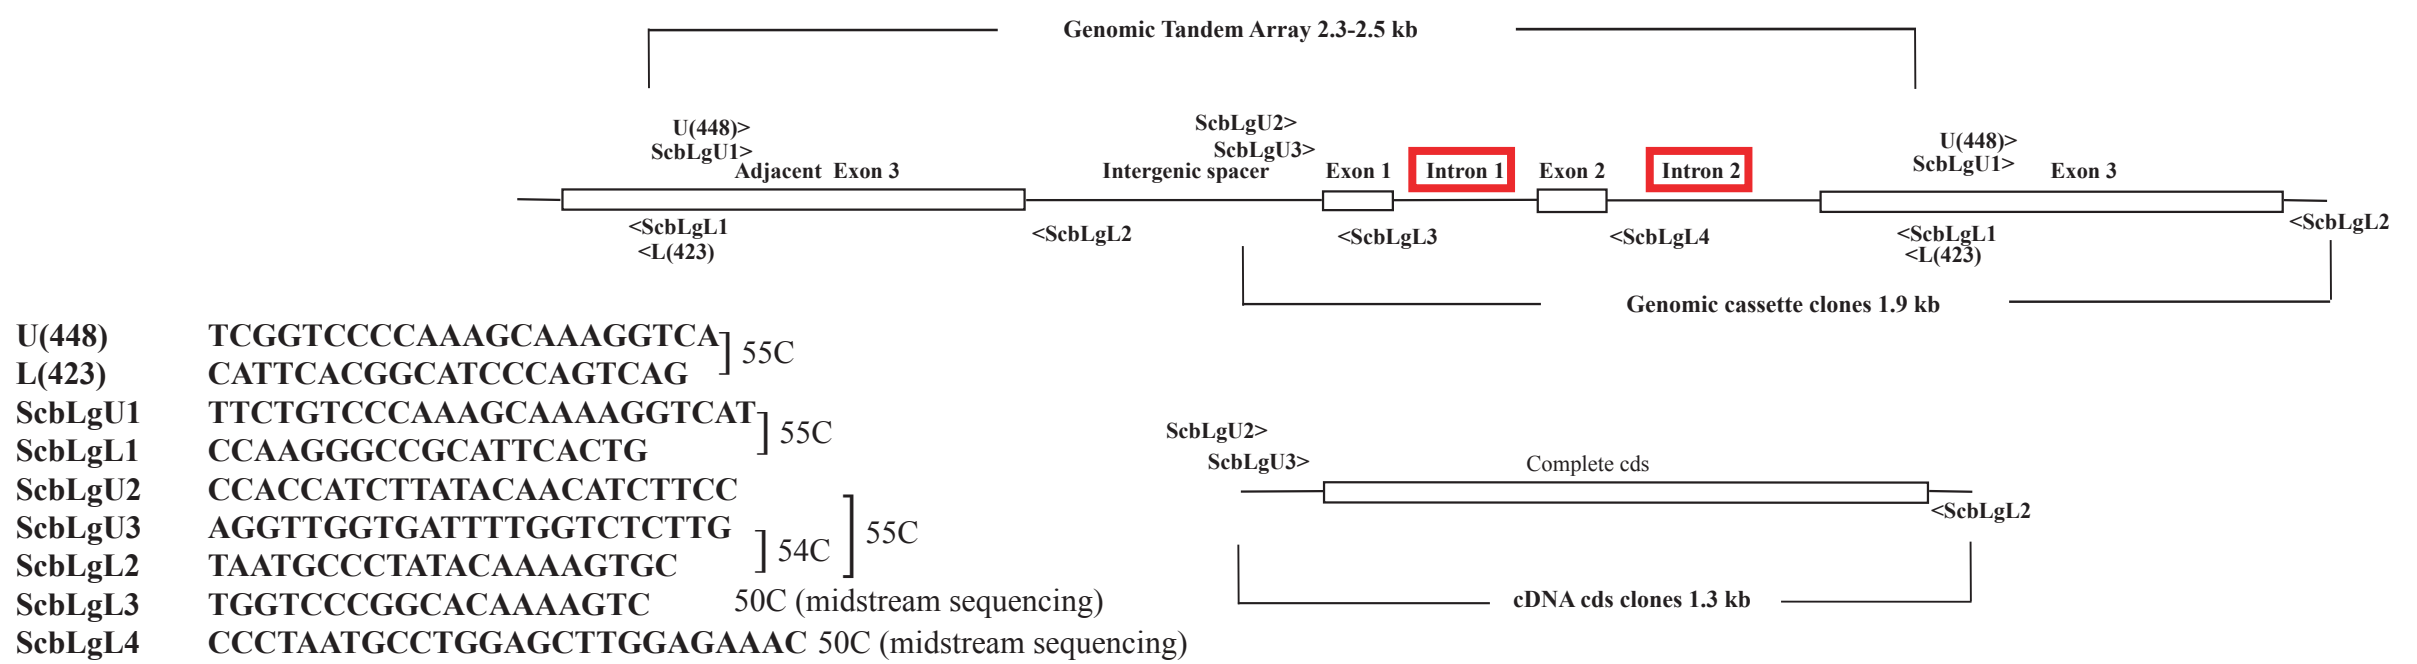 Genomic Tandem Array 2.3-2.5 kb
U(448)>
ScbLgU1>
ScbLgU2>
ScbLgU3>
U(448)>
ScbLgU1>
Adjacent Exon 3
Intergenic spacer
Exon 1
Intron 1
Exon 2
Intron 2
Exon 3
<ScbLgL1
<L(423)
<ScbLgL2
<ScbLgL3
<ScbLgL4
<ScbLgL1
<L(423)
<ScbLgL2
Genomic cassette clones 1.9 kb
U(448) TCGGTCCCCAAAGCAAAGGTCA
55C
L(423) CATTCACGGCATCCCAGTCAG
ScbLgU1 TTCTGTCCCAAAGCAAAAGGTCAT
55C
ScbLgL1 CCAAGGGCCGCATTCACTG
ScbLgU2 CCACCATCTTATACAACATCTTCC
ScbLgU3 AGGTTGGTGATTTTGGTCTCTTG
54C
55C
ScbLgL2 TAATGCCCTATACAAAAGTGC
ScbLgL3 TGGTCCCGGCACAAAAGTC 50C (midstream sequencing)
ScbLgL4 CCCTAATGCCTGGAGCTTGGAGAAAC 50C (midstream sequencing)
ScbLgU2>
ScbLgU3>
Complete cds
<ScbLgL2
cDNA cds clones 1.3 kb